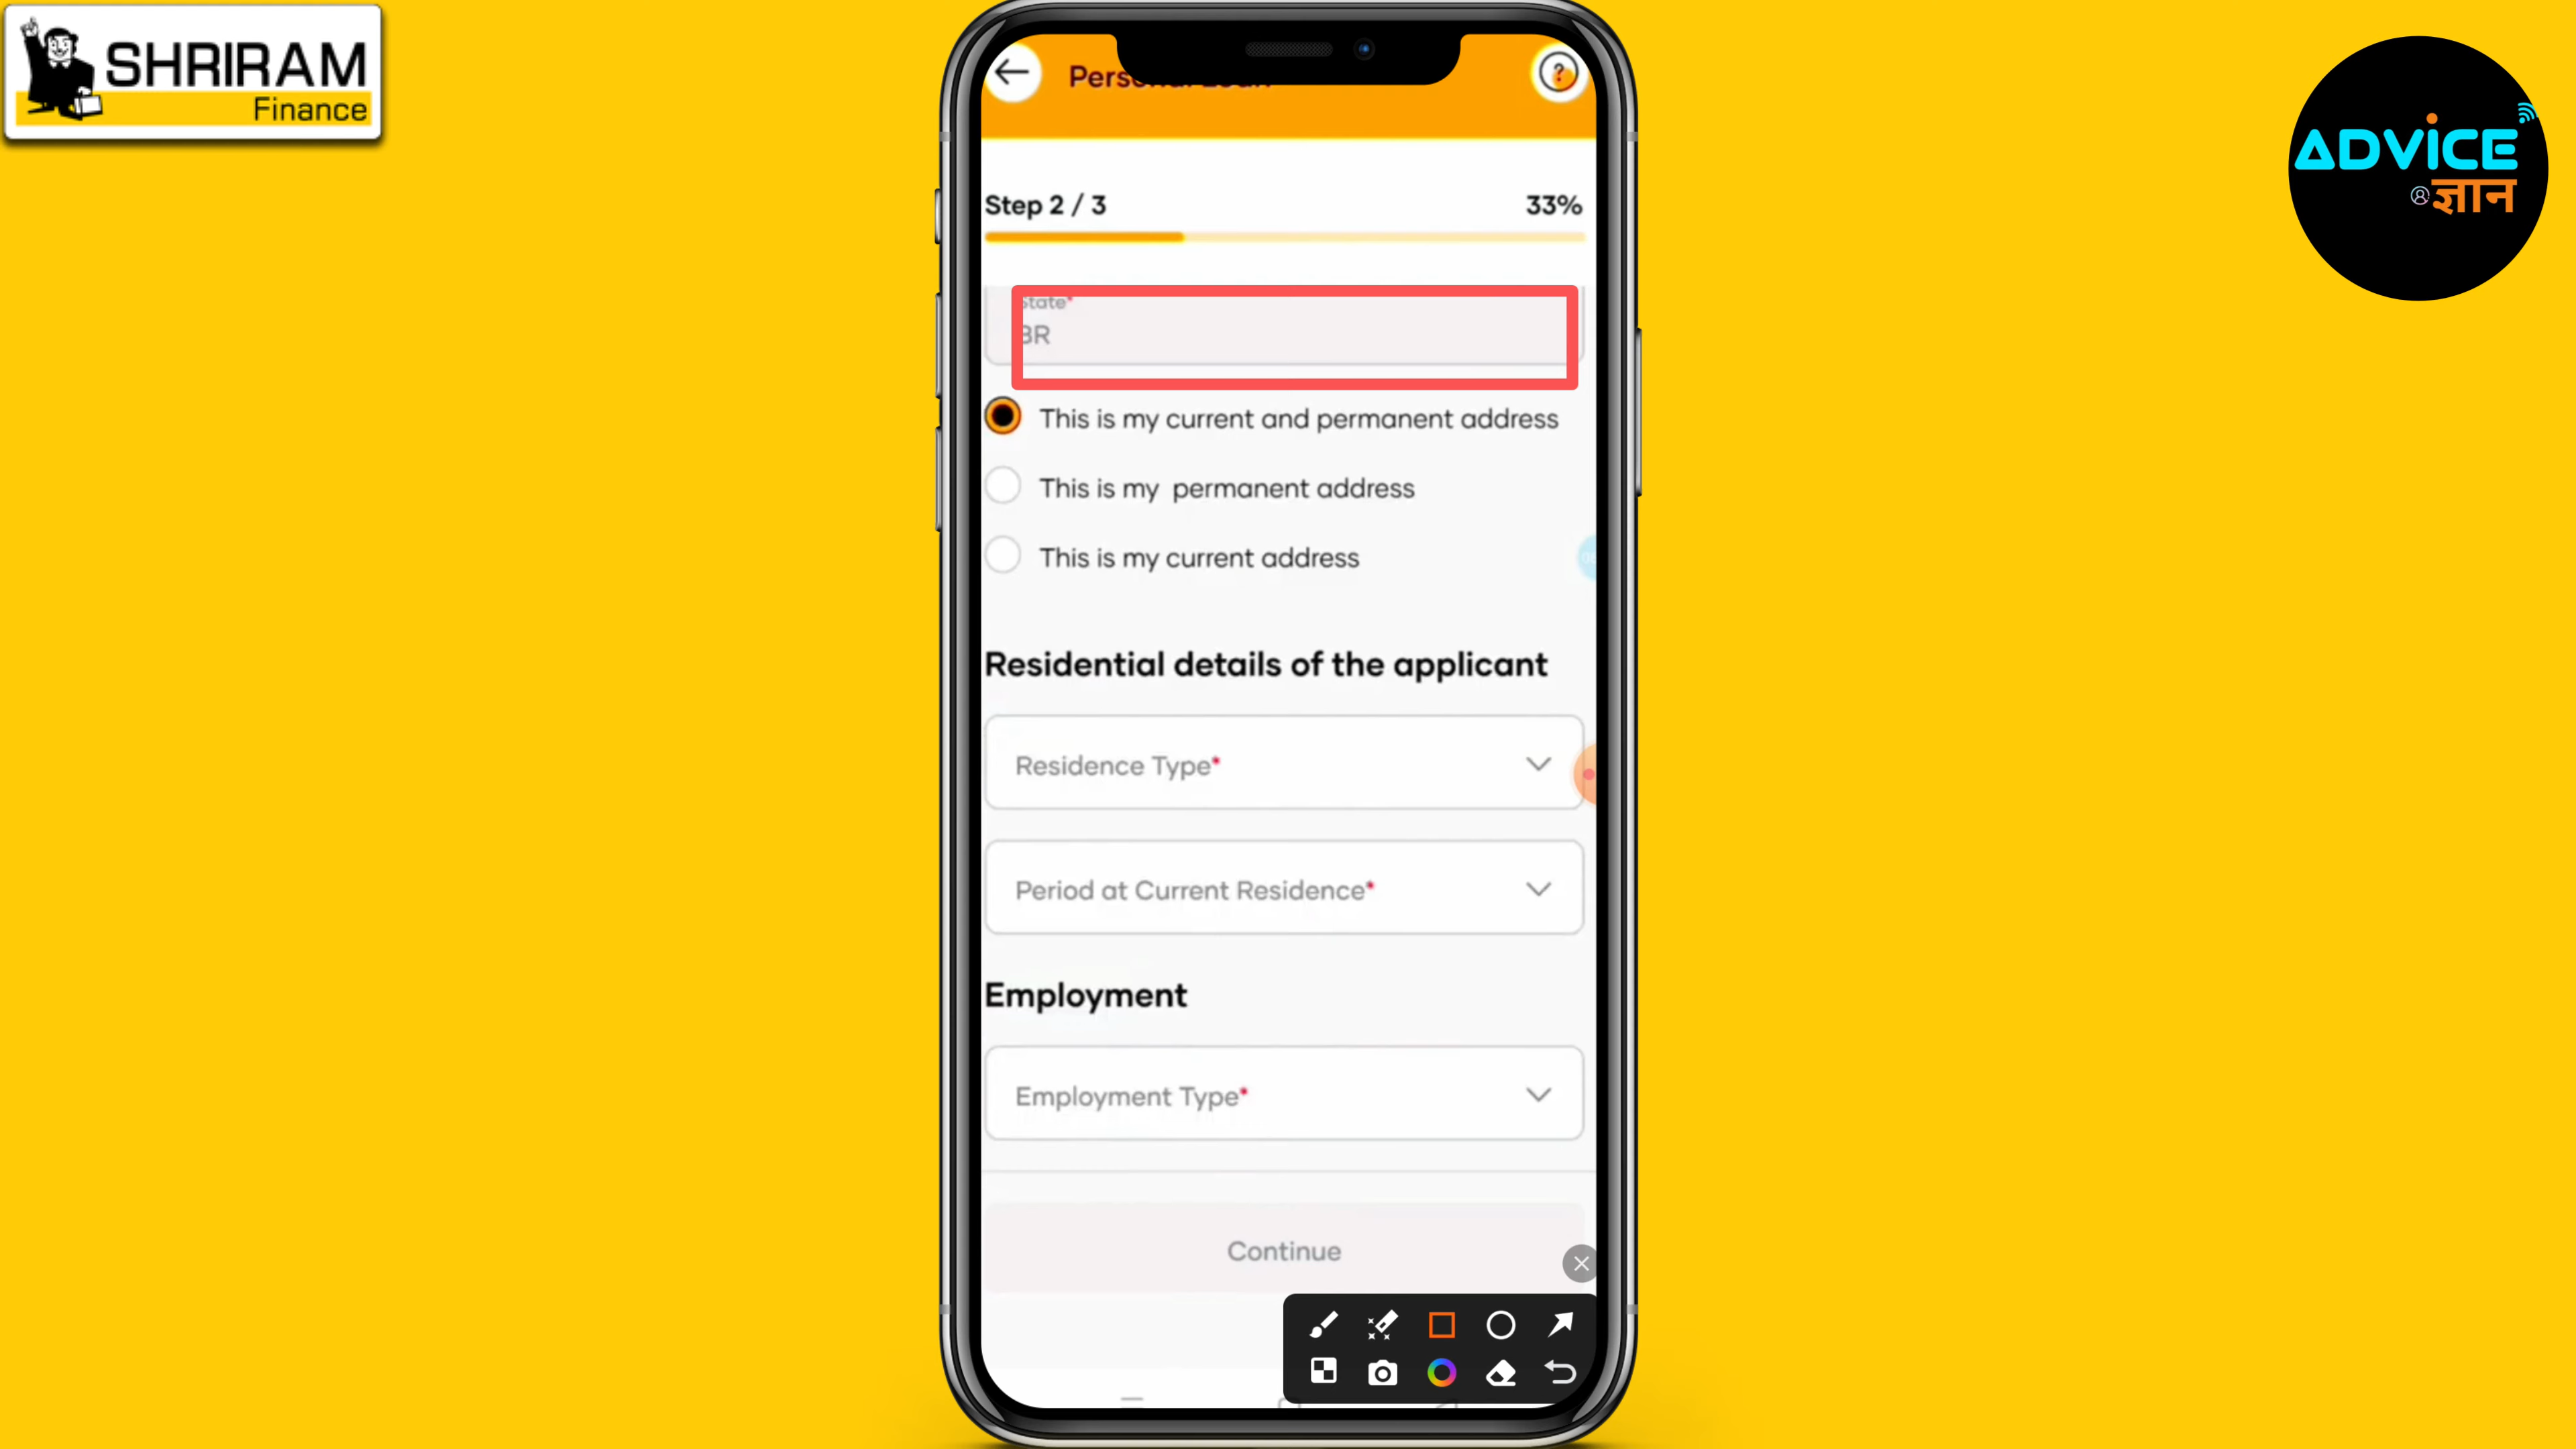 SHRIRAM
Finance
ADVICE
ज्ञान
Personal Loan
Step 2 / 3
33%
State*
BR
This is my current and permanent address
This is my permanent address
This is my current address
Residential details of the applicant
Residence Type*
Period at Current Residence*
Employment
Employment Type*
Continue